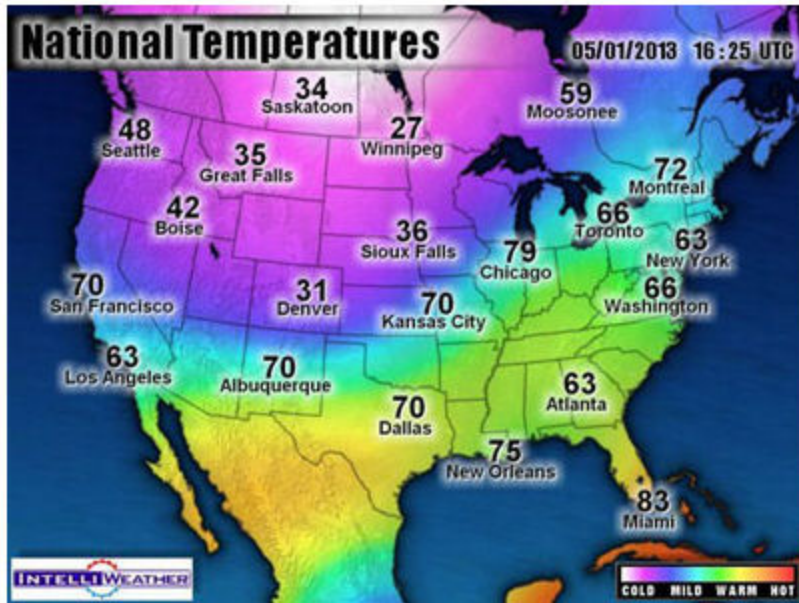 National Temperatures
05/01/2013 16:25 UTC
34
Saskatoon
59
Moosonee
48
Seattle
27
Winnipeg
35
Great Falls
72
Montreal
42
Boise
66
Toronto
36
Sioux Falls
79
Chicago
63
New York
70
San Francisco
31
Denver
70
Kansas City
66
Washington
63
Los Angeles
70
Albuquerque
63
Atlanta
70
Dallas
75
New Orleans
83
Miami
INTELLIWEATHER
COLD MILD WARM HOT